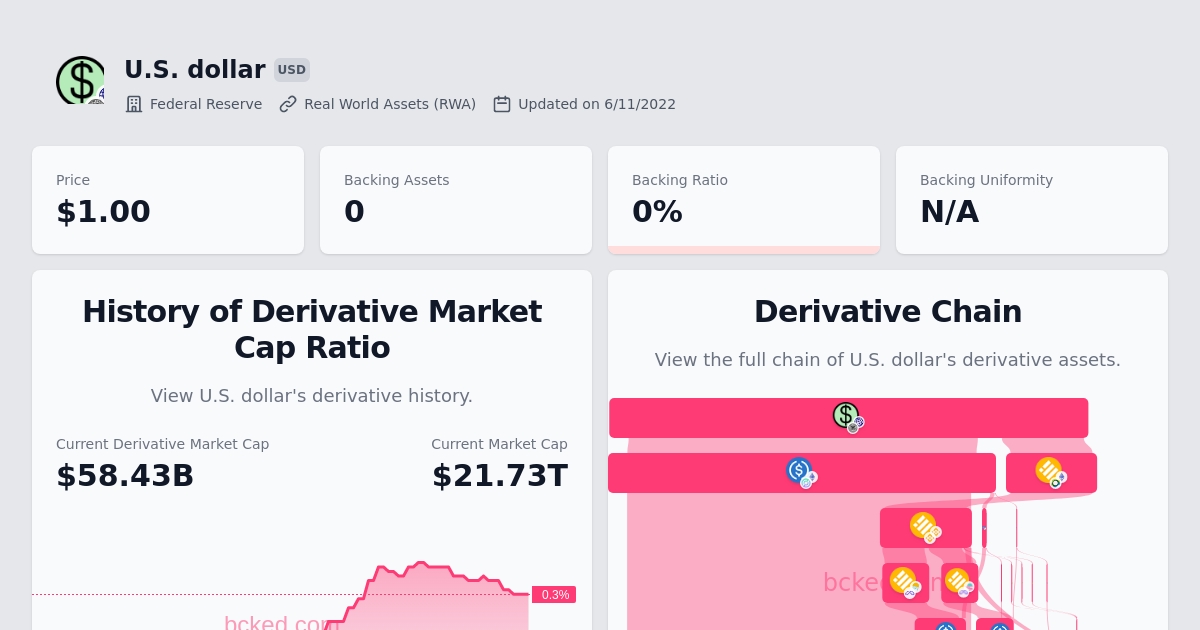 U.S. dollar USD
Federal Reserve Real World Assets (RWA) Updated on 6/11/2022
Price
$1.00
Backing Assets
0
Backing Ratio
0%
Backing Uniformity
N/A
History of Derivative Market
Cap Ratio
View U.S. dollar's derivative history.
Current Derivative Market Cap
$58.43B
Current Market Cap
$21.73T
0.3%
bcked.com
Derivative Chain
View the full chain of U.S. dollar's derivative assets.